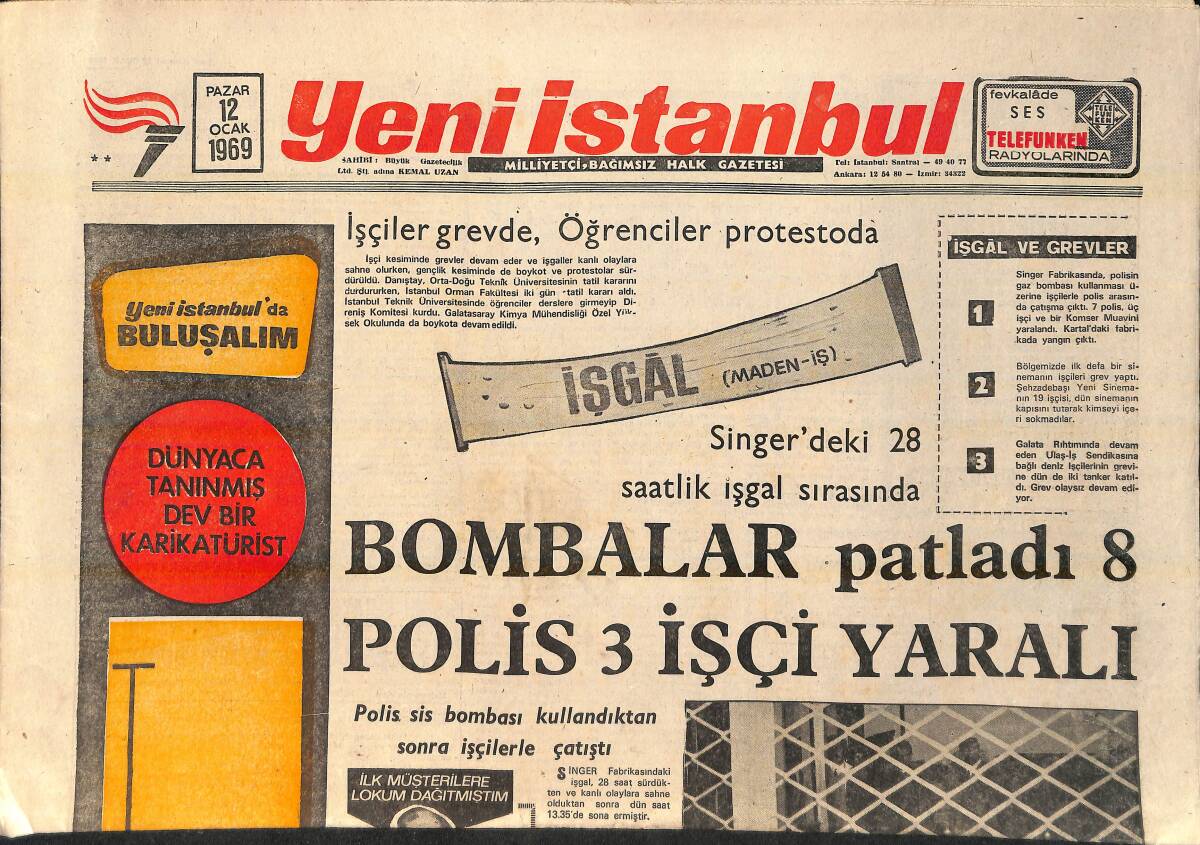 PAZAR
12
OCAK
1969
Yeni istanbul
SAHİBİ : Büyük Gazetecilik
Ltd. Şti. adına KEMAL UZAN
MİLLİYETÇİ, BAĞIMSIZ HALK GAZETESİ
Tel: İstanbul: Santral — 49 40 77
Ankara: 12 54 80 — İzmir: 34322
fevkalâde
SES
TELEFUNKEN
RADYOLARINDA
TELE
FUN
KEN
Yeni istanbul'da
BULUŞALIM
DÜNYACA
TANINMIŞ
DEV BİR
KARİKATÜRİST
İşçiler grevde, Öğrenciler protestoda
İşçi kesiminde grevler devam eder ve işgaller kanlı olaylara
sahne olurken, gençlik kesiminde de boykot ve protestolar sür-
dürüldü. Danıştay, Orta-Doğu Teknik Üniversitesinin tatil kararını
durdururken, İstanbul Orman Fakültesi iki gün tatil kararı aldı.
İstanbul Teknik Üniversitesinde öğrenciler derslere girmeyip Di-
reniş Komitesi kurdu. Galatasaray Kimya Mühendisliği Özel Yük-
sek Okulunda da boykota devam edildi.
İŞGÂL (MADEN-İŞ)
Singer'deki 28
saatlik işgal sırasında
BOMBALAR patladı 8
POLİS 3 İŞÇİ YARALI
İŞGÂL VE GREVLER
1
Singer Fabrikasında, polisin
gaz bombası kullanması ü-
zerine işçilerle polis arasın-
da çatışma çıktı. 7 polis, üç
işçi ve bir Komser Muavini
yaralandı. Kartal'daki fabri-
kada yangın çıktı.
2
Bölgemizde ilk defa bir si-
nemanın işçileri grev yaptı.
Şehzadebaşı Yeni Sinema-
nın 19 işçisi, dün sinemanın
kapısını tutarak kimseyi içe-
ri sokmadılar.
3
Galata Rıhtımında devam
eden Ulaş-İş Sendikasına
bağlı deniz işçilerinin grevi-
ne dün de iki tanker katıl-
dı. Grev olaysız devam edi-
yor.
Polis sis bombası kullandıktan
sonra işçilerle çatıştı
İLK MÜŞTERİLERE
LOKUM DAĞITMIŞTIM
SİNGER Fabrikasındaki
işgal, 28 saat sürdük-
ten ve kanlı olaylara sahne
olduktan sonra dün saat
13.35'de sona ermiştir.